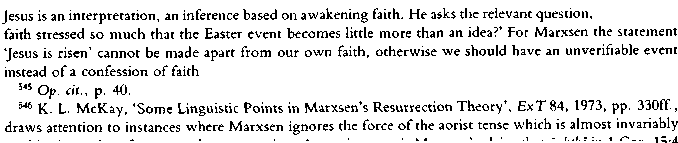 Jesus is an interpretation, an inference based on awakening faith. He asks the relevant question,
faith stressed so much that the Easter event becomes little more than an idea?' For Marxsen the statement
'Jesus is risen' cannot be made apart from our own faith, otherwise we should have an unverifiable event
instead of a confession of faith
545 Op. cit., p. 40.
546 K. L. McKay, 'Some Linguistic Points in Marxsen's Resurrection Theory', ExT 84, 1973, pp. 330ff.,
draws attention to instances where Marxsen ignores the force of the aorist tense which is almost invariably